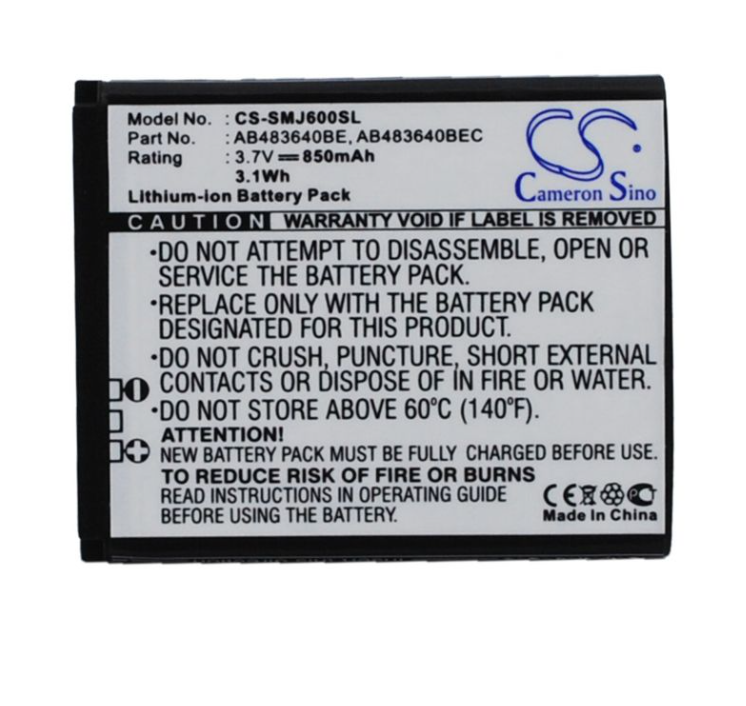 Model No. : CS-SMJ600SL
Part No. : AB483640BE, AB483640BEC
Rating : 3.7V 850mAh
3.1Wh
Lithium-ion Battery Pack
CS
Cameron Sino
CAUTION WARRANTY VOID IF LABEL IS REMOVED
•DO NOT ATTEMPT TO DISASSEMBLE, OPEN OR
SERVICE THE BATTERY PACK.
•REPLACE ONLY WITH THE BATTERY PACK
DESIGNATED FOR THIS PRODUCT.
•DO NOT CRUSH, PUNCTURE, SHORT EXTERNAL
CONTACTS OR DISPOSE OF IN FIRE OR WATER.
•DO NOT STORE ABOVE 60°C (140°F).
ATTENTION!
NEW BATTERY PACK MUST BE FULLY CHARGED BEFORE USE.
TO REDUCE RISK OF FIRE OR BURNS
READ INSTRUCTIONS IN OPERATING GUIDE
BEFORE USING THE BATTERY.
CE
Made In China